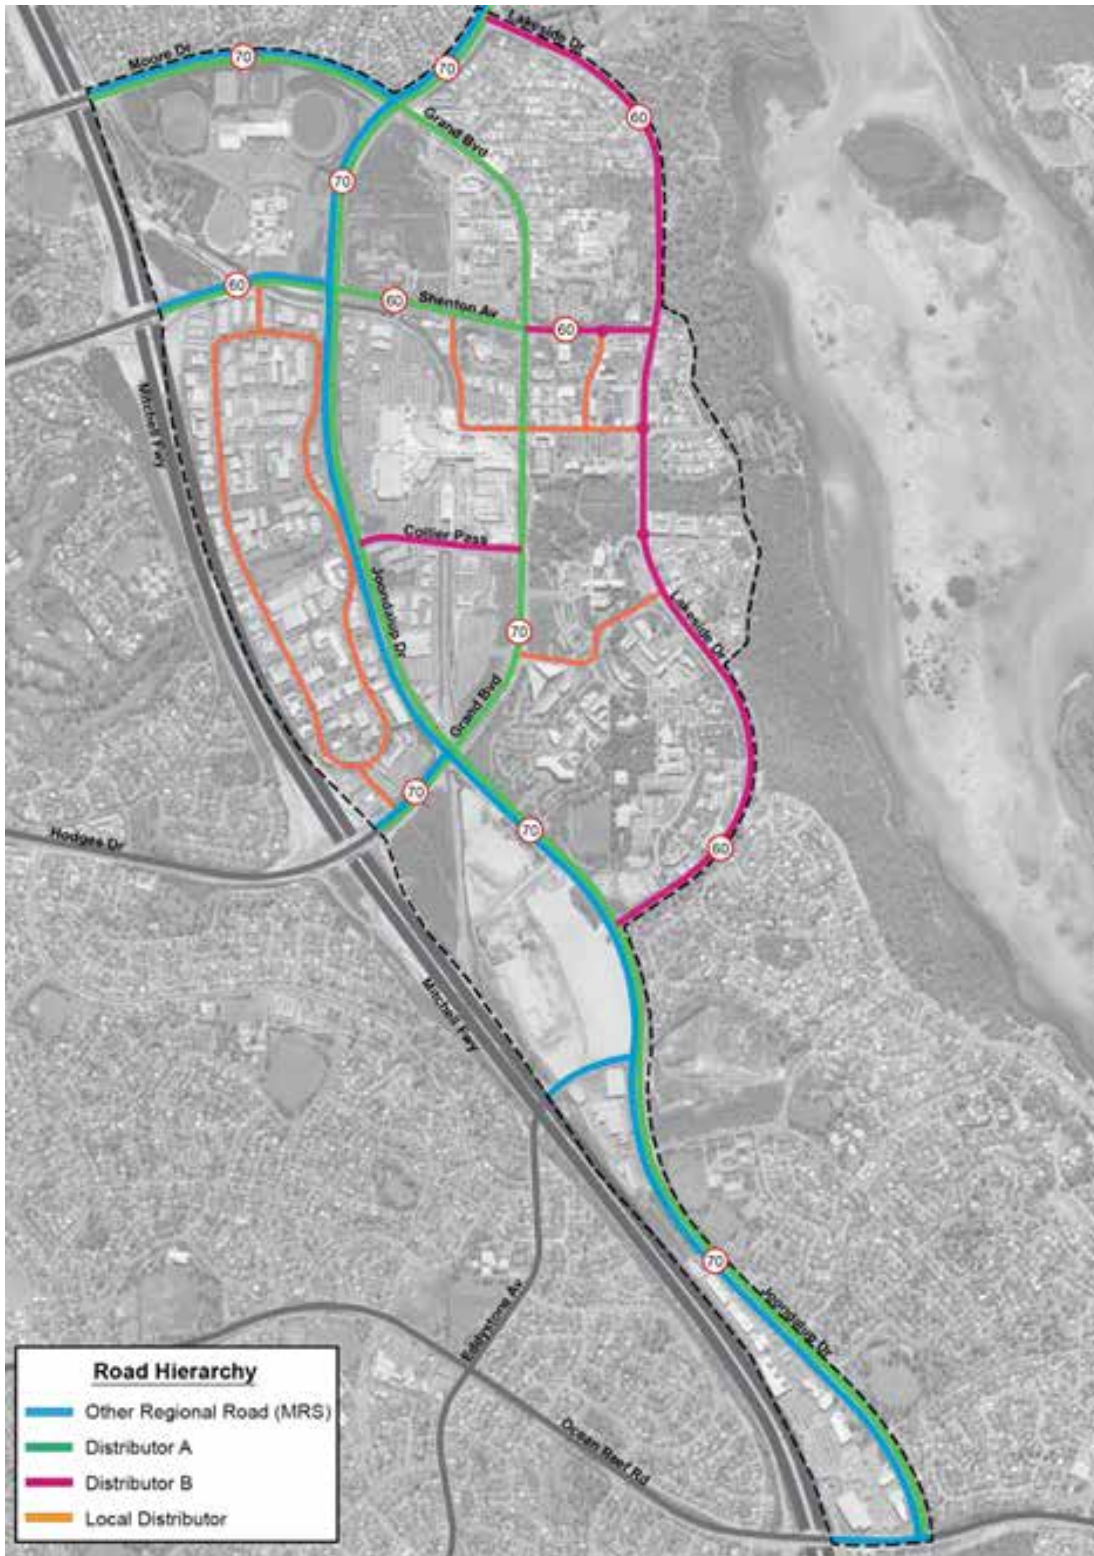 Lakeside Dr
Moore Dr
70
70
60
Grand Bvd
70
60
60
Shenton Av
60
Mitchell Fwy
Collier Pass
Joondalup Dr
Lakeside Dr
70
Grand Bvd
70
70
Hodges Dr
60
Mitchell Fwy
70
Joondalup Dr
Eddystone Av
Ocean Reef Rd
Road Hierarchy
Other Regional Road (MRS)
Distributor A
Distributor B
Local Distributor